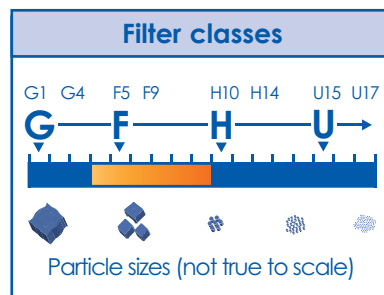 Filter classes
G1 G4 F5 F9 H10 H14 U15 U17
G F H U
Particle sizes (not true to scale)